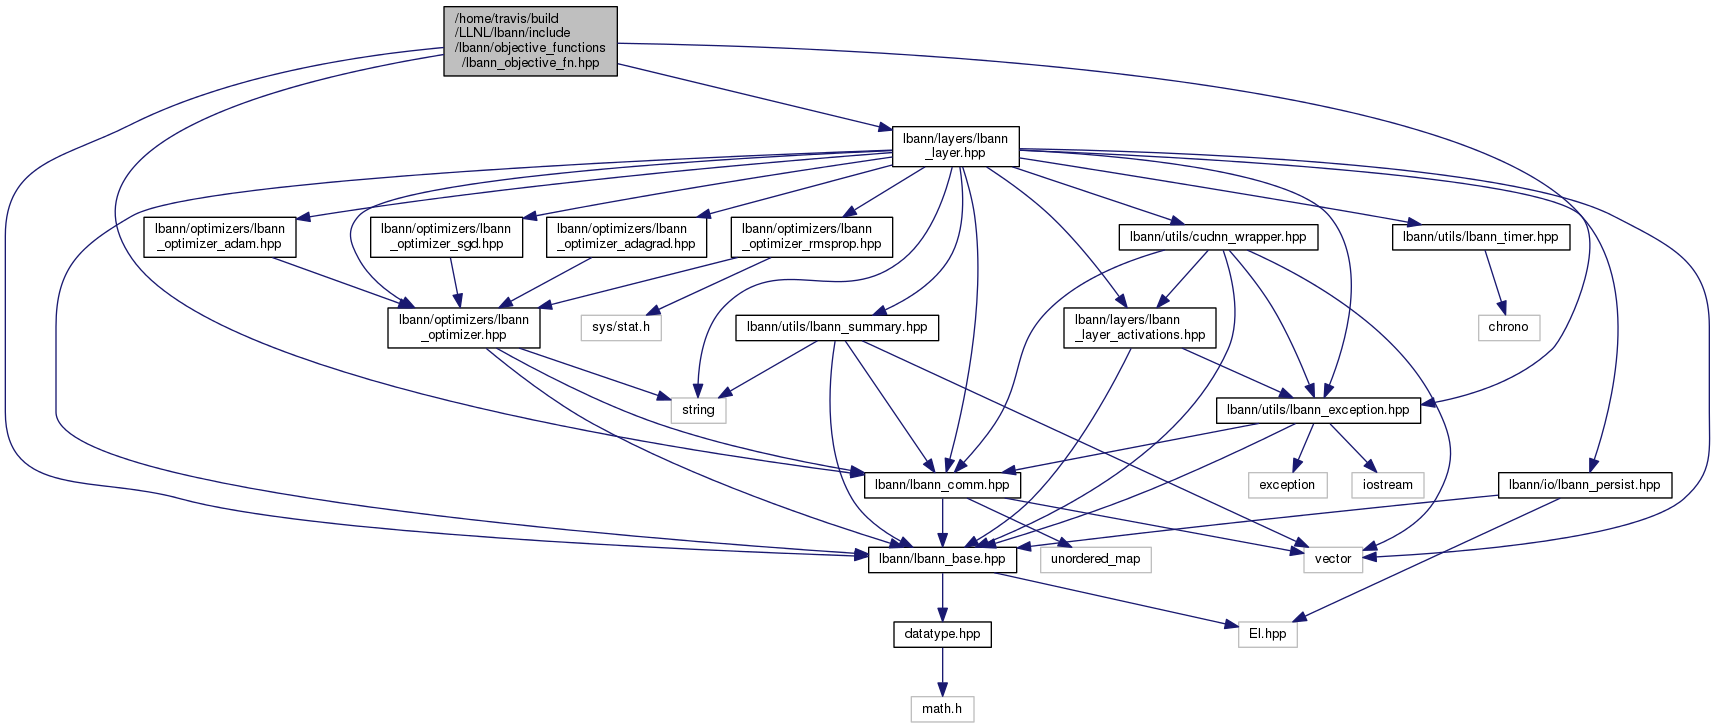 /home/travis/build
/LLNL/lbann/include
/lbann/objective_functions
/lbann_objective_fn.hpp
lbann/layers/lbann
_layer.hpp
lbann/optimizers/lbann
_optimizer_adam.hpp
lbann/optimizers/lbann
_optimizer_sgd.hpp
lbann/optimizers/lbann
_optimizer_adagrad.hpp
lbann/optimizers/lbann
_optimizer_rmsprop.hpp
lbann/utils/cudnn_wrapper.hpp
lbann/utils/lbann_timer.hpp
lbann/optimizers/lbann
_optimizer.hpp
sys/stat.h
lbann/utils/lbann_summary.hpp
lbann/layers/lbann
_layer_activations.hpp
chrono
string
lbann/utils/lbann_exception.hpp
lbann/lbann_comm.hpp
exception
iostream
lbann/io/lbann_persist.hpp
lbann/lbann_base.hpp
unordered_map
vector
datatype.hpp
El.hpp
math.h